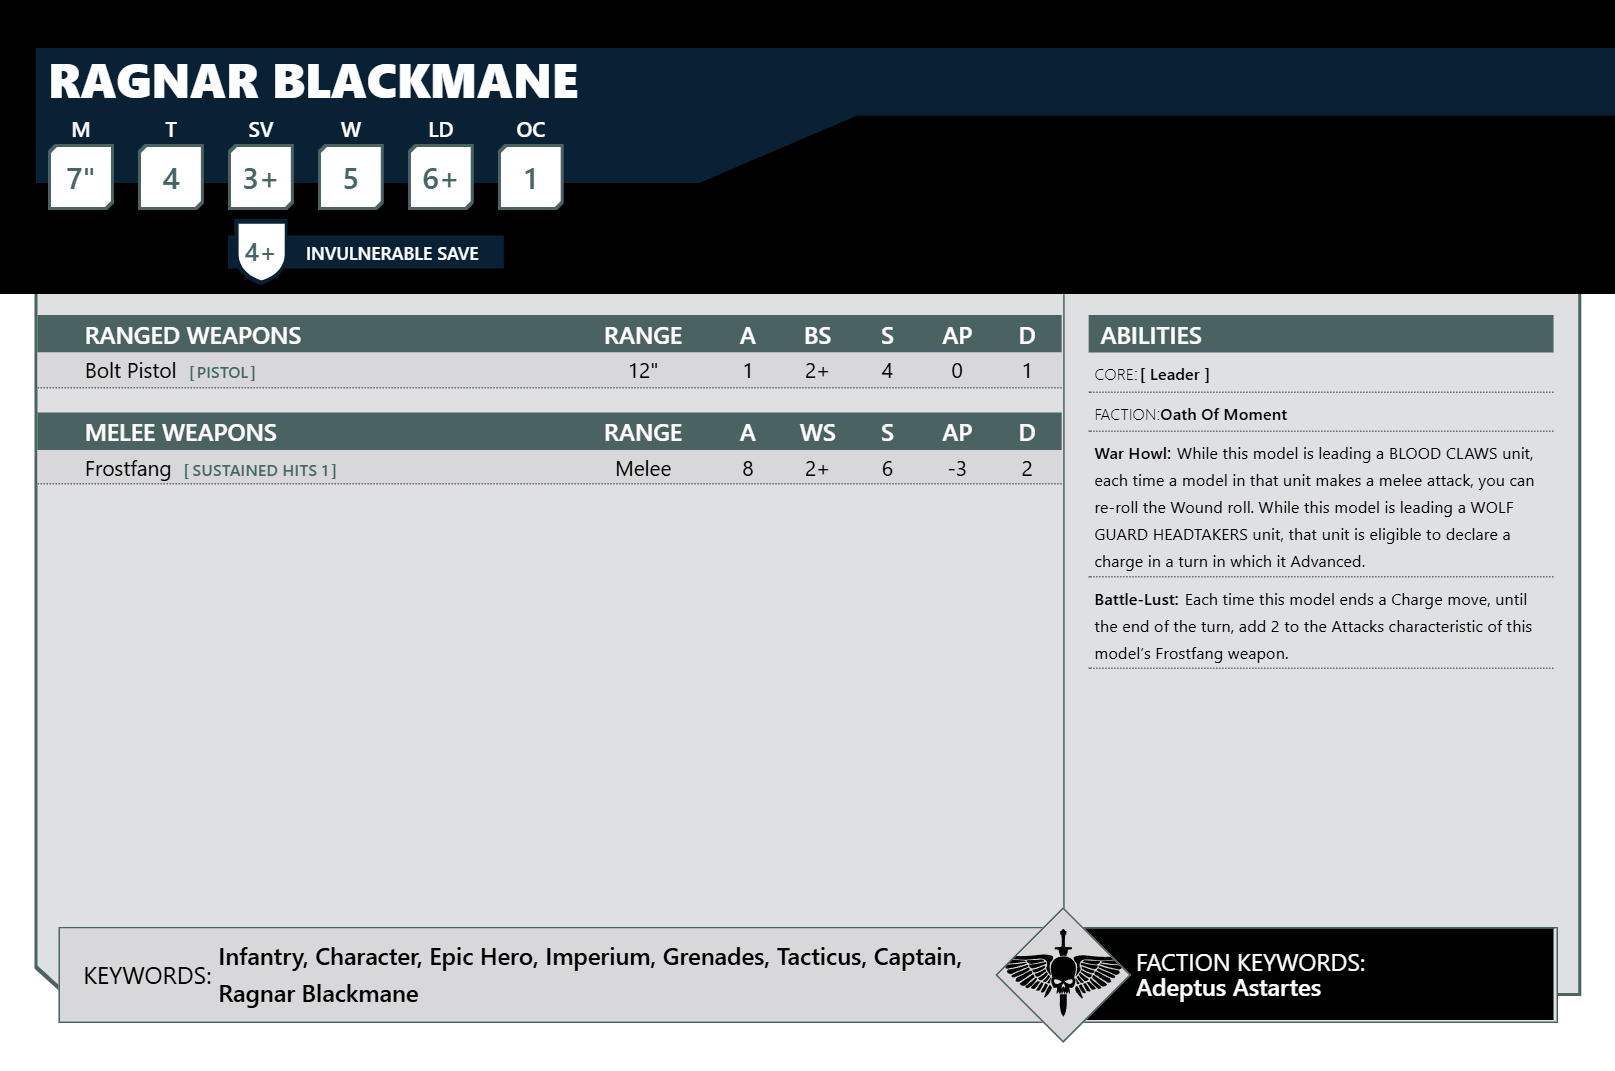 RAGNAR BLACKMANE
M T SV W LD OC
7" 4 3+ 5 6+ 1
4+ INVULNERABLE SAVE
RANGED WEAPONS RANGE A BS S AP D
Bolt Pistol [PISTOL] 12" 1 2+ 4 0 1
MELEE WEAPONS RANGE A WS S AP D
Frostfang [SUSTAINED HITS 1] Melee 8 2+ 6 -3 2
ABILITIES
CORE:[ Leader ]
FACTION:Oath Of Moment
War Howl: While this model is leading a BLOOD CLAWS unit,
each time a model in that unit makes a melee attack, you can
re-roll the Wound roll. While this model is leading a WOLF
GUARD HEADTAKERS unit, that unit is eligible to declare a
charge in a turn in which it Advanced.
Battle-Lust: Each time this model ends a Charge move, until
the end of the turn, add 2 to the Attacks characteristic of this
model's Frostfang weapon.
KEYWORDS: Infantry, Character, Epic Hero, Imperium, Grenades, Tacticus, Captain,
Ragnar Blackmane
FACTION KEYWORDS:
Adeptus Astartes